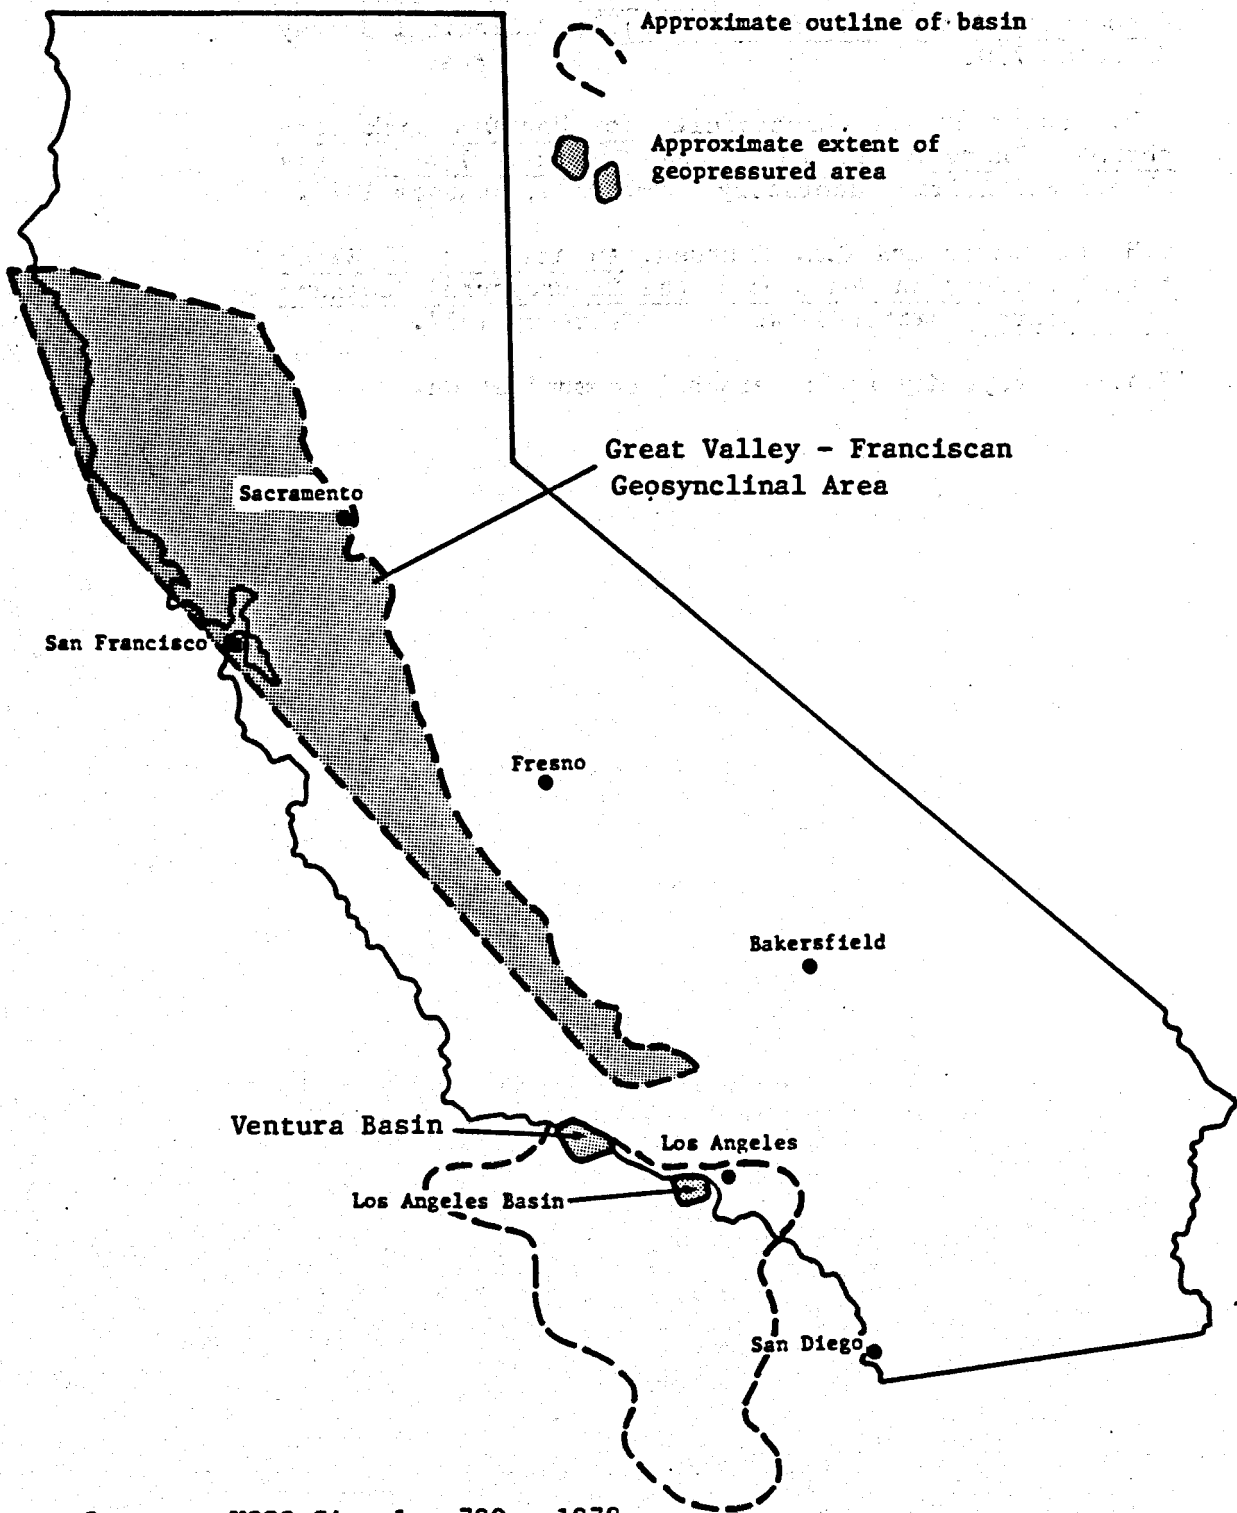 Approximate outline of basin
Approximate extent of
geopressured area
Great Valley - Franciscan
Geosynclinal Area
Sacramento
San Francisco
Fresno
Bakersfield
Ventura Basin
Los Angeles
Los Angeles Basin
San Diego